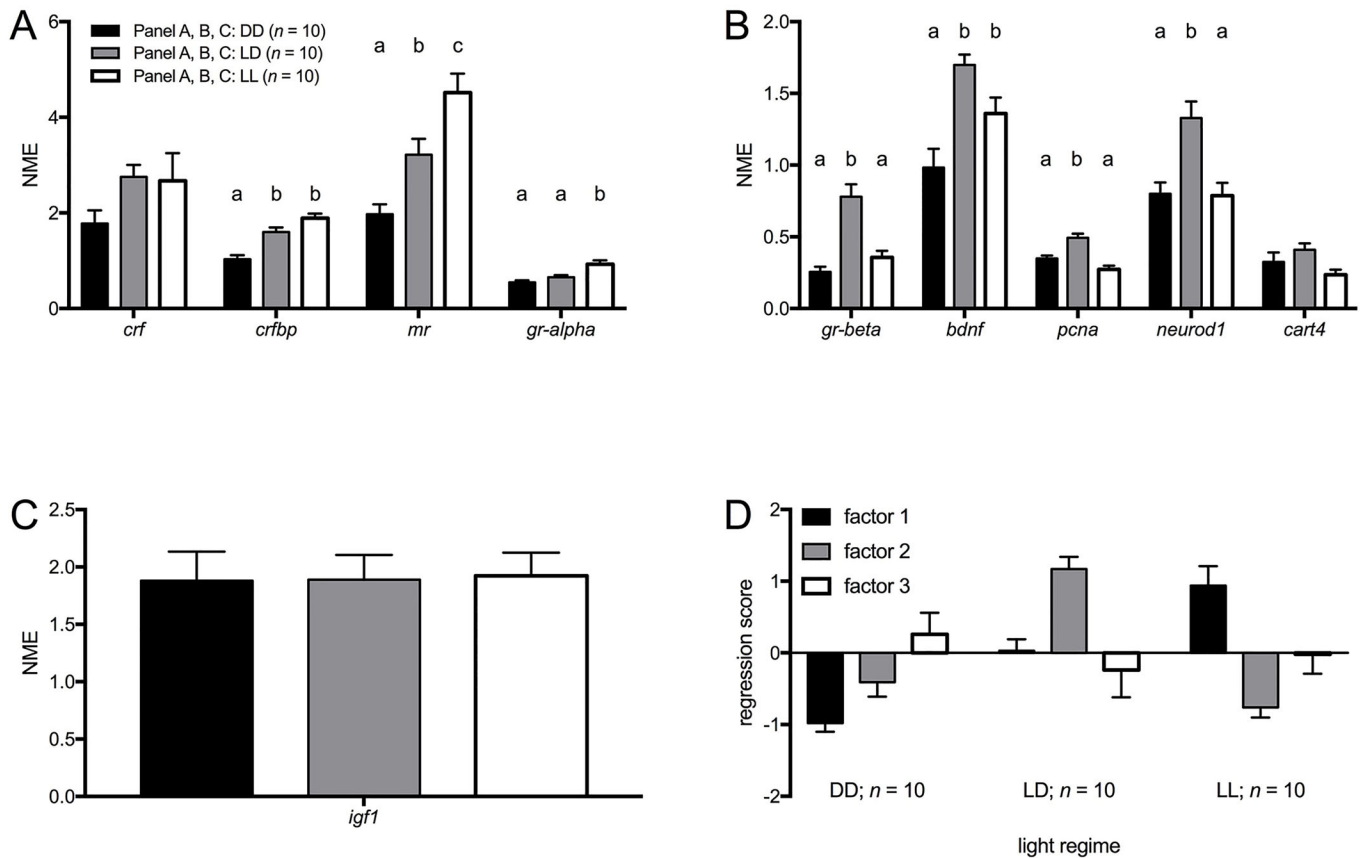 A
6
4
2
0
NME
Panel A, B, C: DD (n = 10)
Panel A, B, C: LD (n = 10)
Panel A, B, C: LL (n = 10)
a b c
a b b
a a b
crf crfbp mr gr-alpha
B
2.0
1.5
1.0
0.5
0.0
NME
a b b
a b a
a b a
a b a
gr-beta bdnf pcna neurod1 cart4
C
2.5
2.0
1.5
1.0
0.5
0.0
NME
igf1
D
2
1
0
-1
-2
regression score
factor 1
factor 2
factor 3
DD; n = 10 LD; n = 10 LL; n = 10
light regime